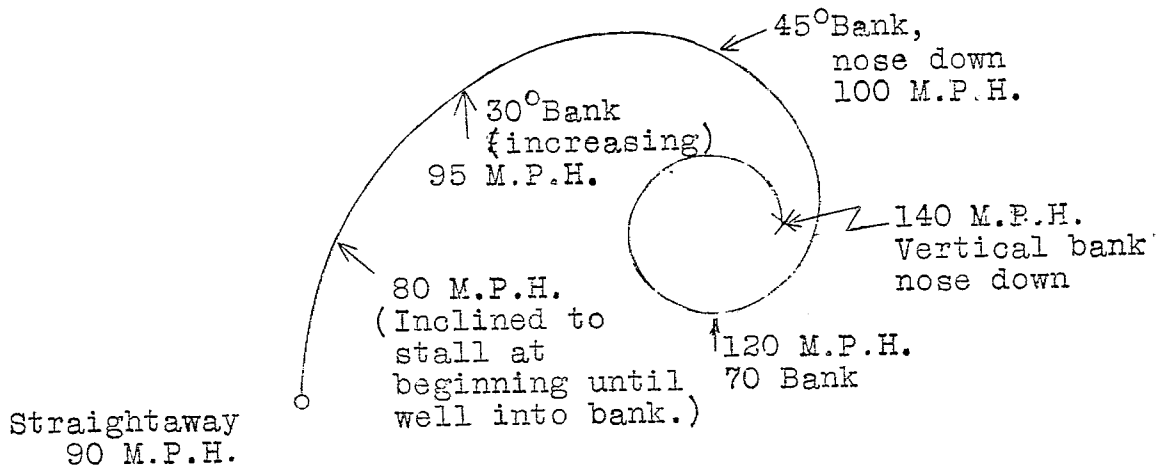 45°Bank,
nose down
100 M.P.H.
30°Bank
(increasing)
95 M.P.H.
140 M.P.H.
Vertical bank
nose down
80 M.P.H.
(Inclined to
stall at
beginning until
well into bank.)
120 M.P.H.
70 Bank
Straightaway
90 M.P.H.